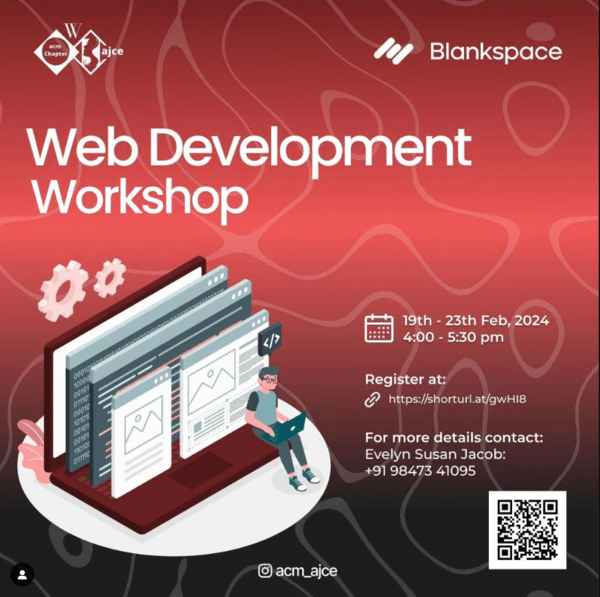 W
acm
Chapter
ajce
Blankspace
Web Development
Workshop
</>
19th - 23th Feb, 2024
4:00 - 5:30 pm
Register at:
https://shorturl.at/gwHI8
For more details contact:
Evelyn Susan Jacob:
+91 98473 41095
acm_ajce